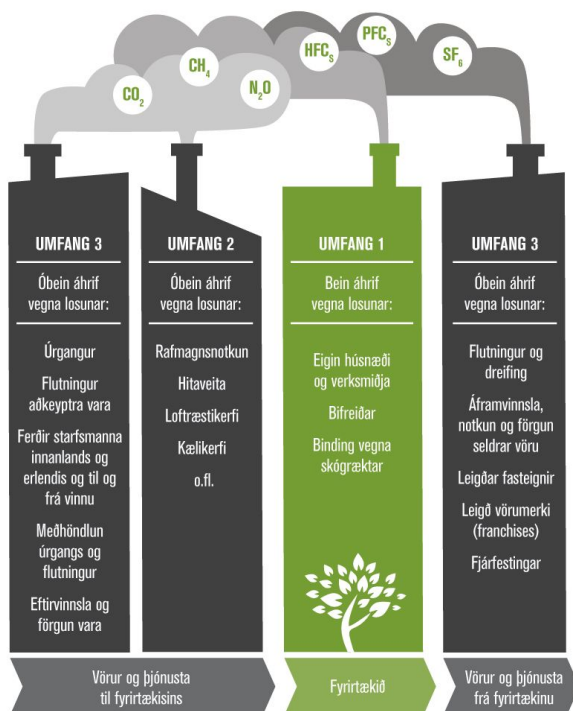 CO₂
CH₄
N₂O
HFCₛ
PFCₛ
SF₆
UMFANG 3
Óbein áhrif
vegna losunar:
Úrgangur
Flutningur
aðkeyptra vara
Ferðir starfsmanna
innanlands og
erlendis og til og
frá vinnu
Meðhöndlun
úrgangs og
flutningur
Eftirvinnsla og
förgun vara
UMFANG 2
Óbein áhrif
vegna losunar:
Rafmagnsnotkun
Hitaveita
Loftræstikerfi
Kælikerfi
o.fl.
UMFANG 1
Bein áhrif
vegna losunar:
Eigin húsnæði
og verksmiðja
Bifreiðar
Binding vegna
skógræktar
UMFANG 3
Óbein áhrif
vegna losunar:
Flutningur og
dreifing
Áframvinnsla,
notkun og förgun
seldrar vöru
Leigðar fasteignir
Leigð vörumerki
(franchises)
Fjárfestingar
Vörur og þjónusta
til fyrirtækisins
Fyrirtækið
Vörur og þjónusta
frá fyrirtækinu